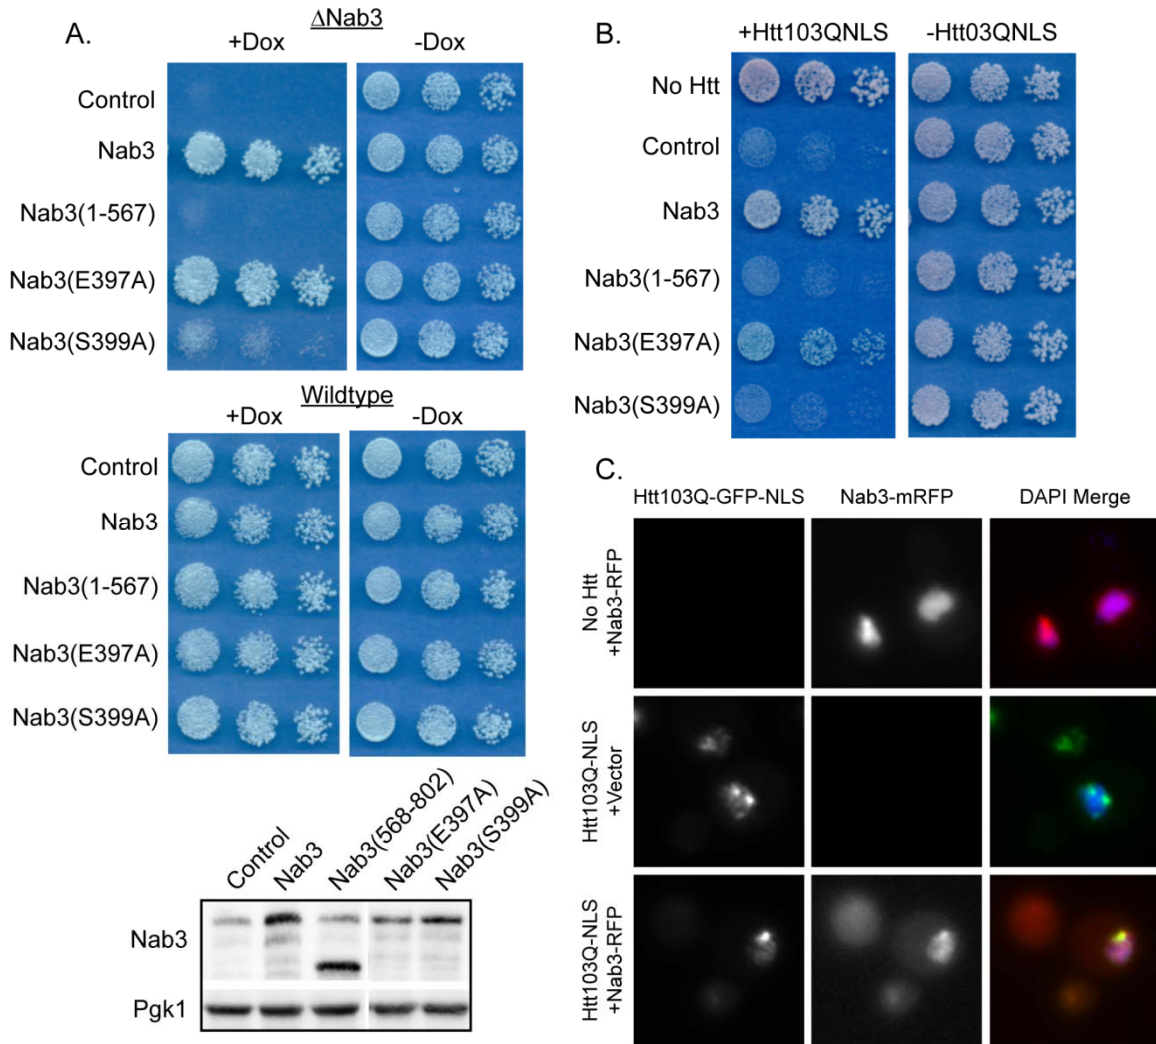 A.
ΔNab3
+Dox
-Dox
Control
Nab3
Nab3(1-567)
Nab3(E397A)
Nab3(S399A)
Wildtype
+Dox
-Dox
Control
Nab3
Nab3(1-567)
Nab3(E397A)
Nab3(S399A)
Control
Nab3
Nab3(568-802)
Nab3(E397A)
Nab3(S399A)
Nab3
Pgk1
B.
+Htt103QNLS
-Htt03QNLS
No Htt
Control
Nab3
Nab3(1-567)
Nab3(E397A)
Nab3(S399A)
C.
Htt103Q-GFP-NLS
Nab3-mRFP
DAPI Merge
No Htt
+Nab3-RFP
Htt103Q-NLS
+Vector
Htt103Q-NLS
+Nab3-RFP